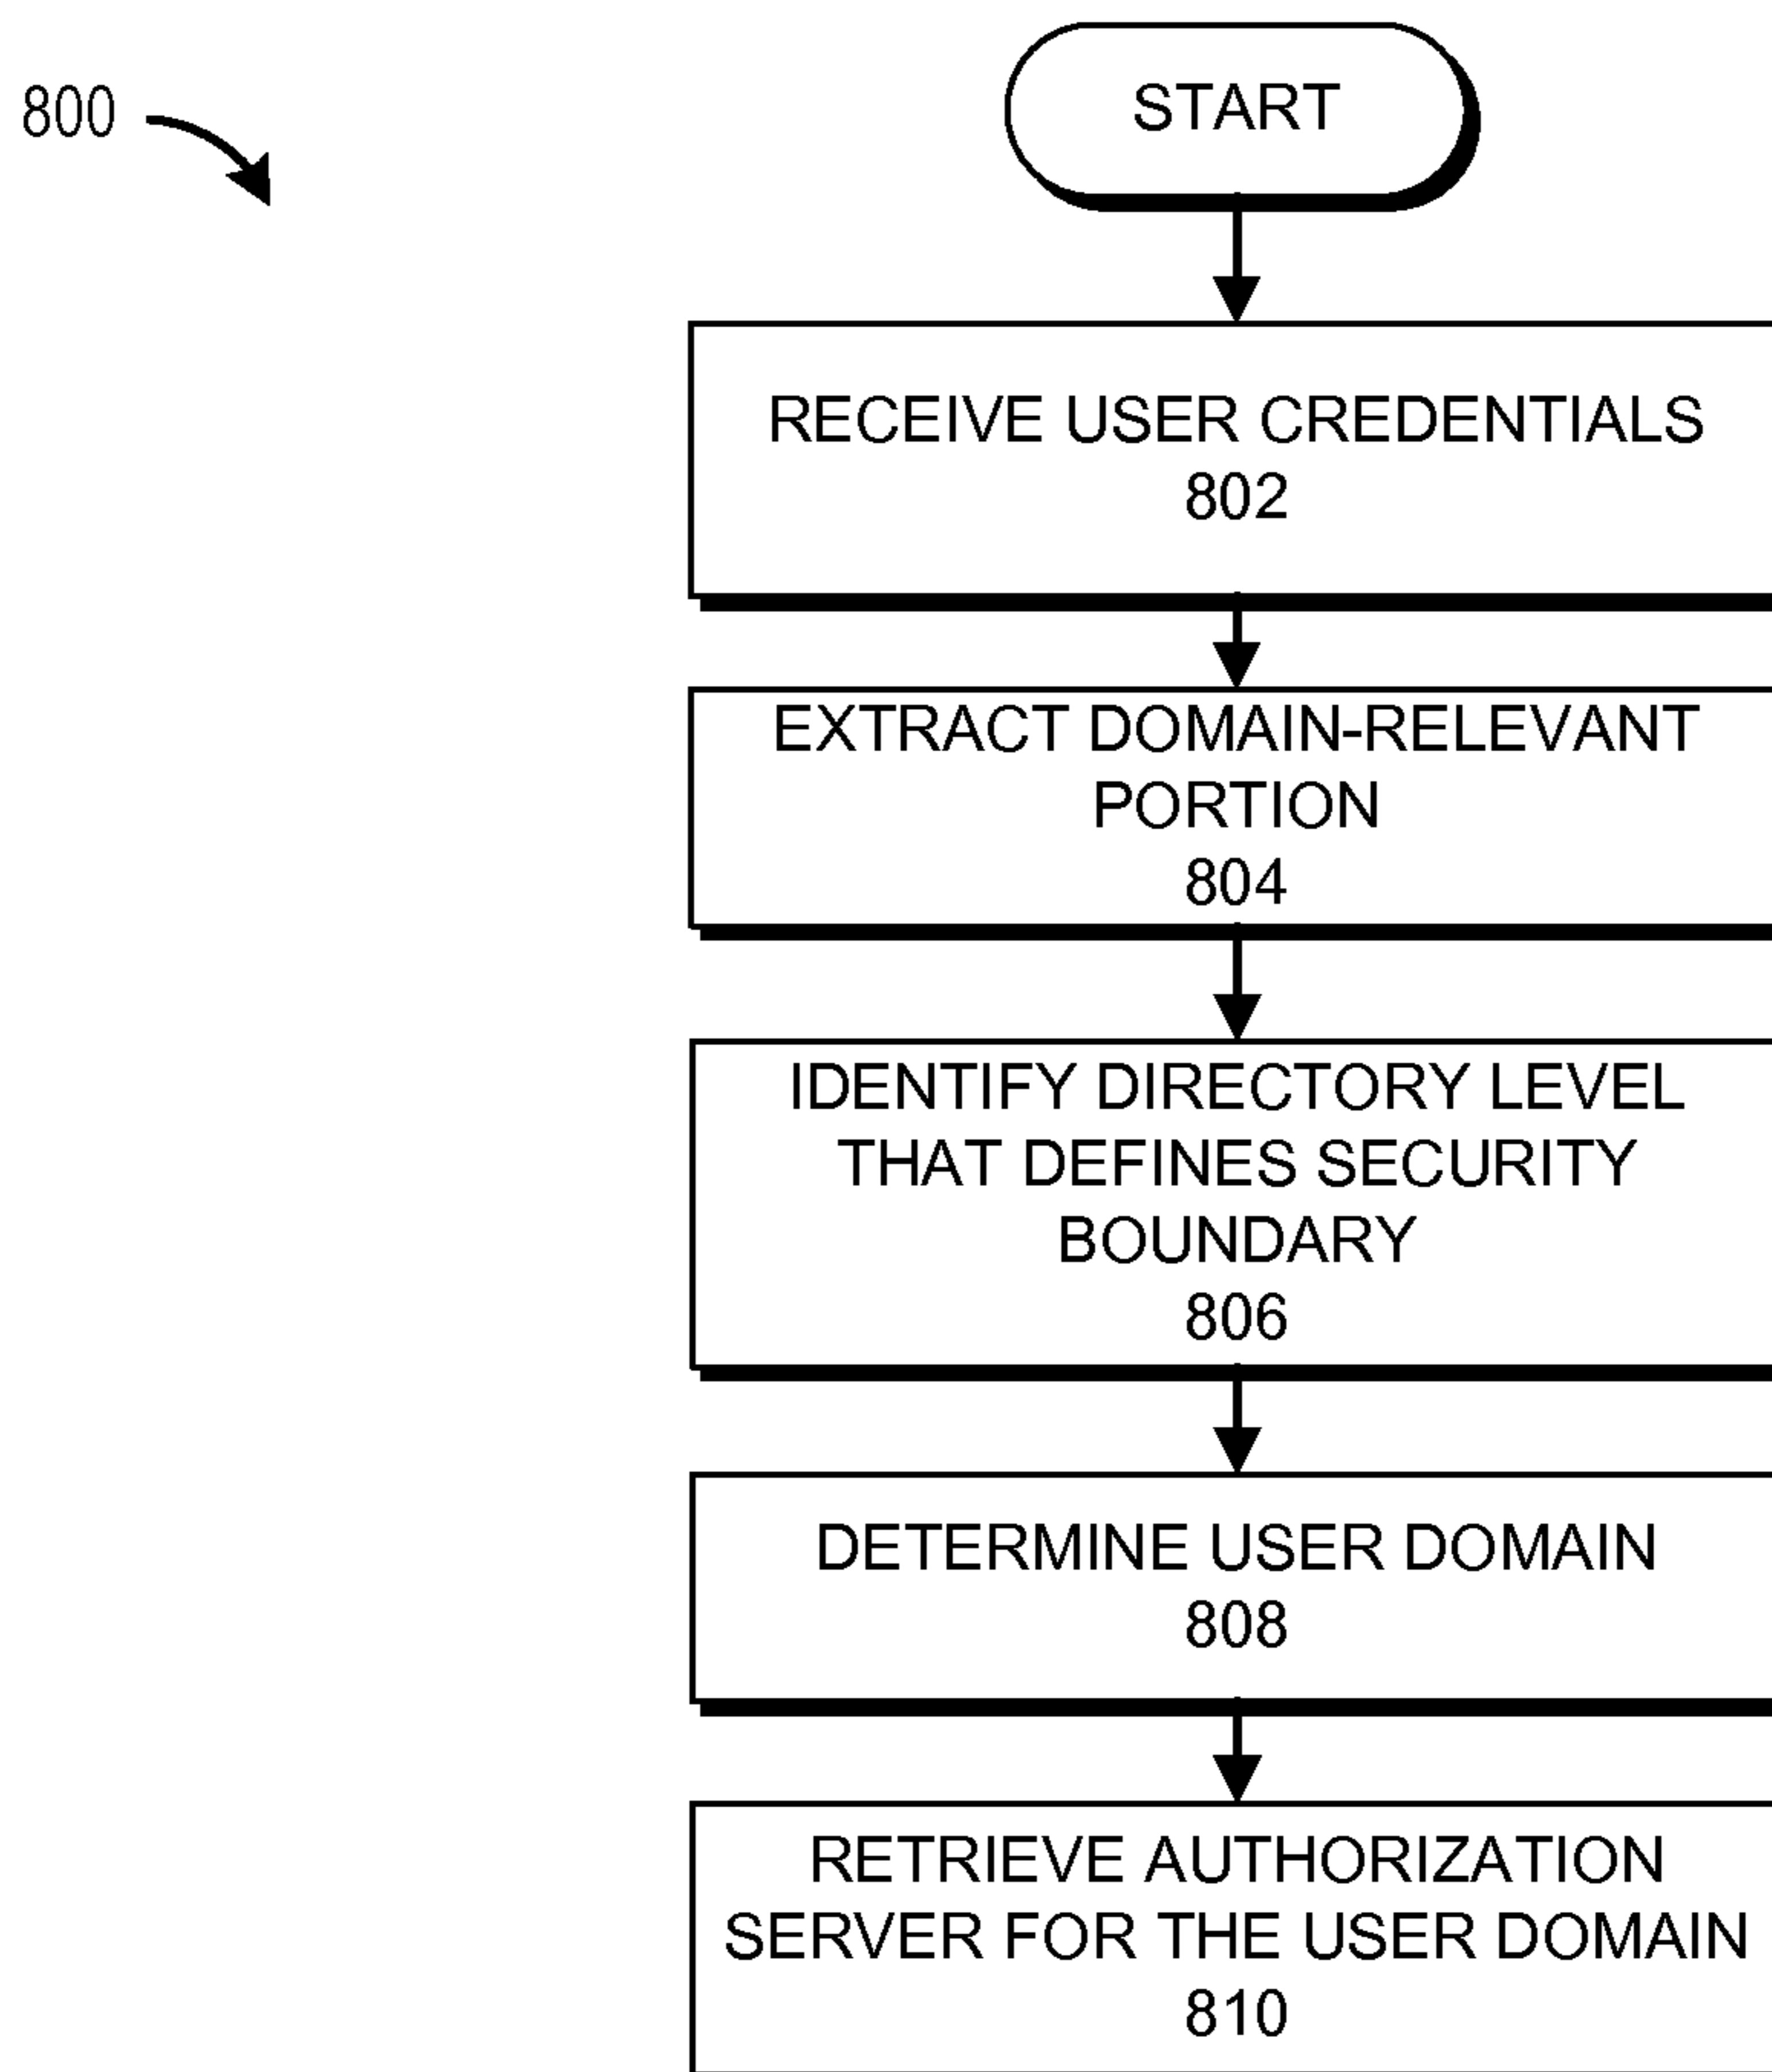 800
START
RECEIVE USER CREDENTIALS
802
EXTRACT DOMAIN-RELEVANT
PORTION
804
IDENTIFY DIRECTORY LEVEL
THAT DEFINES SECURITY
BOUNDARY
806
DETERMINE USER DOMAIN
808
RETRIEVE AUTHORIZATION
SERVER FOR THE USER DOMAIN
810